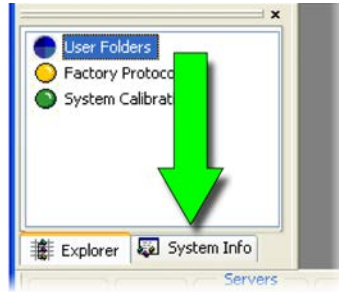 User Folders
Factory Protoco
System Calibrat
Explorer
System Info
Servers